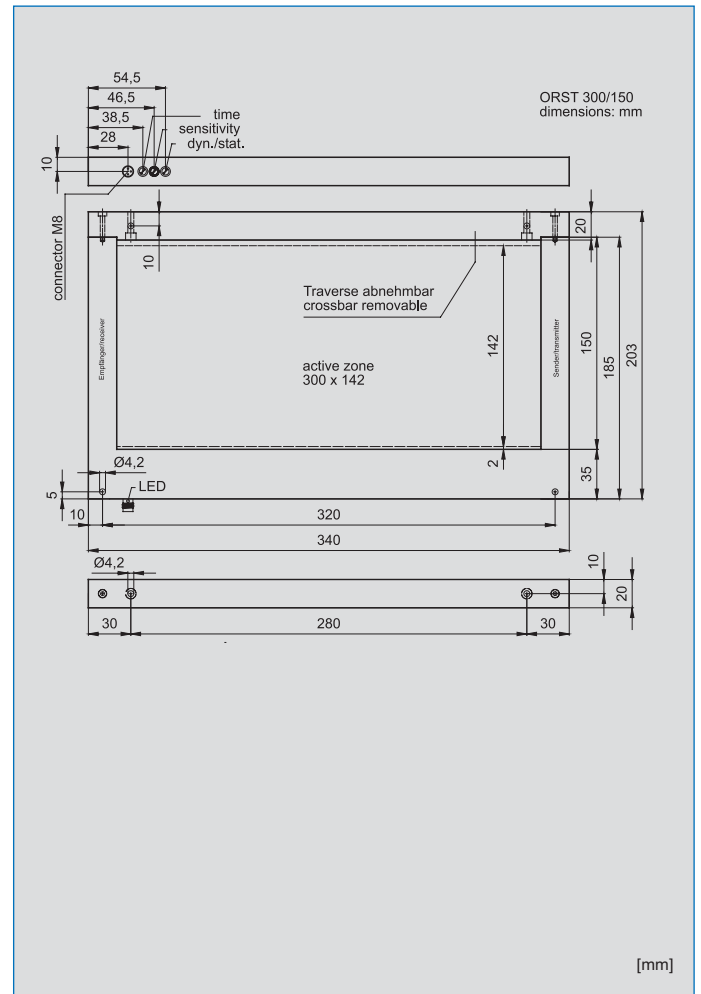 54,5
46,5
38,5
28
10
time
sensitivity
dyn./stat.
ORST 300/150
dimensions: mm
connector M8
10
20
Traverse abnehmbar
crossbar removable
Empfänger/receiver
active zone
300 x 142
142
Sender/transmitter
150
185
203
2
35
Ø4,2
LED
5
10
320
340
Ø4,2
10
20
30
280
30
[mm]